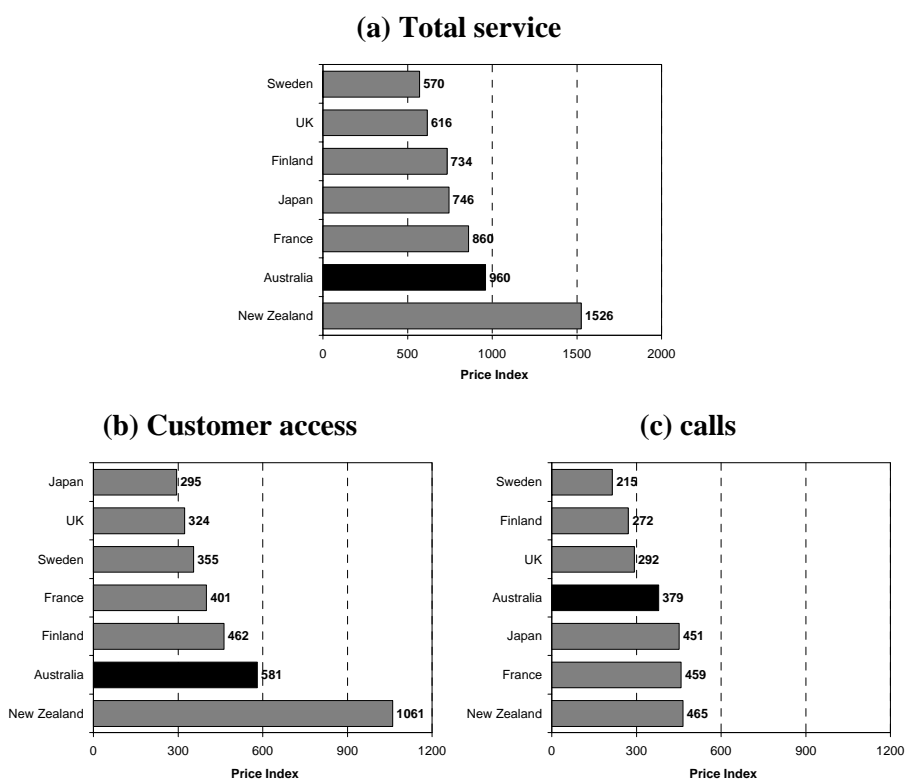 (a) Total service
Sweden 570
UK 616
Finland 734
Japan 746
France 860
Australia 960
New Zealand 1526
0 500 1000 1500 2000
Price Index
(b) Customer access
Japan 295
UK 324
Sweden 355
France 401
Finland 462
Australia 581
New Zealand 1061
0 300 600 900 1200
Price Index
(c) calls
Sweden 215
Finland 272
UK 292
Australia 379
Japan 451
France 459
New Zealand 465
0 300 600 900 1200
Price Index